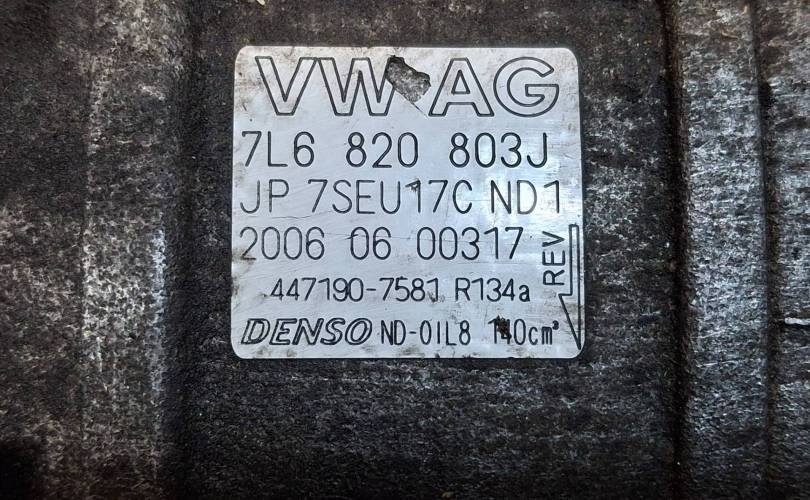 VW AG
7L6 820 803J
JP 7SEU17C ND1
2006 06 00317
REV
447190-7581 R134a
DENSO ND-OIL8 140cm³